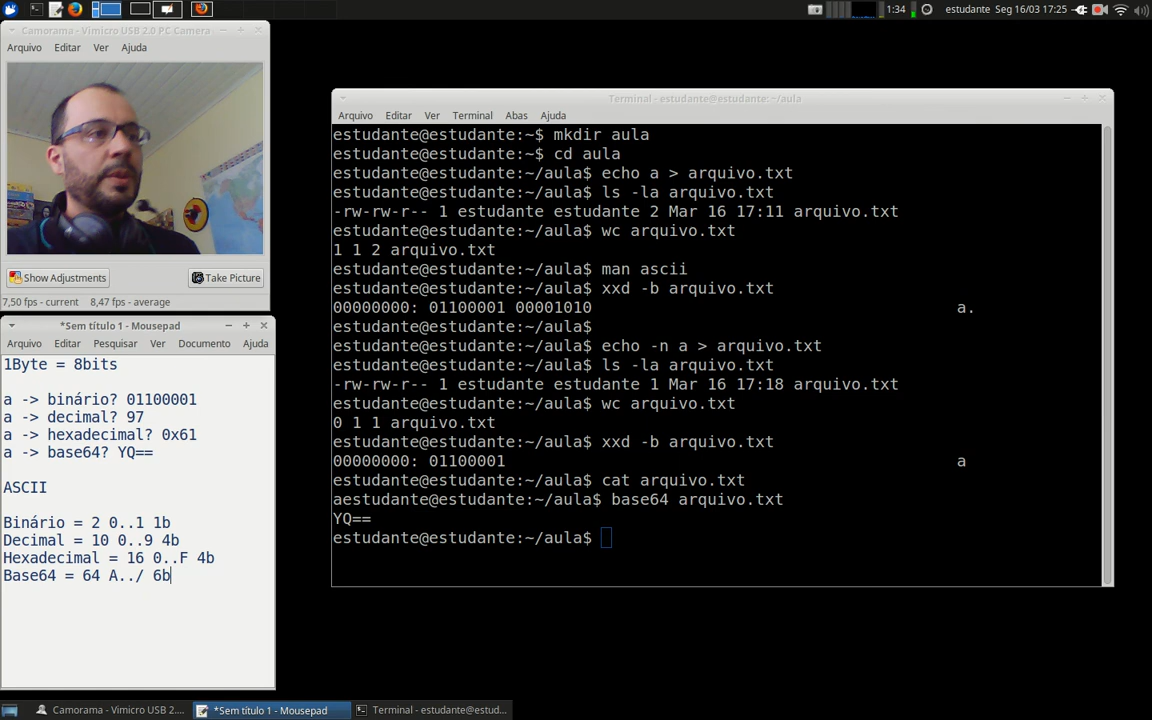 1:34
estudante Seg 16/03 17:25
Camorama - Vimicro USB 2.0 PC Camera
Arquivo Editar Ver Ajuda
Show Adjustments
Take Picture
7,50 fps - current 8,47 fps - average
*Sem título 1 - Mousepad
Arquivo Editar Pesquisar Ver Documento Ajuda
1Byte = 8bits
a -> binário? 01100001
a -> decimal? 97
a -> hexadecimal? 0x61
a -> base64? YQ==
ASCII
Binário = 2 0..1 1b
Decimal = 10 0..9 4b
Hexadecimal = 16 0..F 4b
Base64 = 64 A../ 6b
Terminal - estudante@estudante: ~/aula
Arquivo Editar Ver Terminal Abas Ajuda
estudante@estudante:~$ mkdir aula
estudante@estudante:~$ cd aula
estudante@estudante:~/aula$ echo a > arquivo.txt
estudante@estudante:~/aula$ ls -la arquivo.txt
-rw-rw-r-- 1 estudante estudante 2 Mar 16 17:11 arquivo.txt
estudante@estudante:~/aula$ wc arquivo.txt
1 1 2 arquivo.txt
estudante@estudante:~/aula$ man ascii
estudante@estudante:~/aula$ xxd -b arquivo.txt
00000000: 01100001 00001010 a.
estudante@estudante:~/aula$
estudante@estudante:~/aula$ echo -n a > arquivo.txt
estudante@estudante:~/aula$ ls -la arquivo.txt
-rw-rw-r-- 1 estudante estudante 1 Mar 16 17:18 arquivo.txt
estudante@estudante:~/aula$ wc arquivo.txt
0 1 1 arquivo.txt
estudante@estudante:~/aula$ xxd -b arquivo.txt
00000000: 01100001 a
estudante@estudante:~/aula$ cat arquivo.txt
aestudante@estudante:~/aula$ base64 arquivo.txt
YQ==
estudante@estudante:~/aula$
Camorama - Vimicro USB 2....
*Sem título 1 - Mousepad
Terminal - estudante@estud...